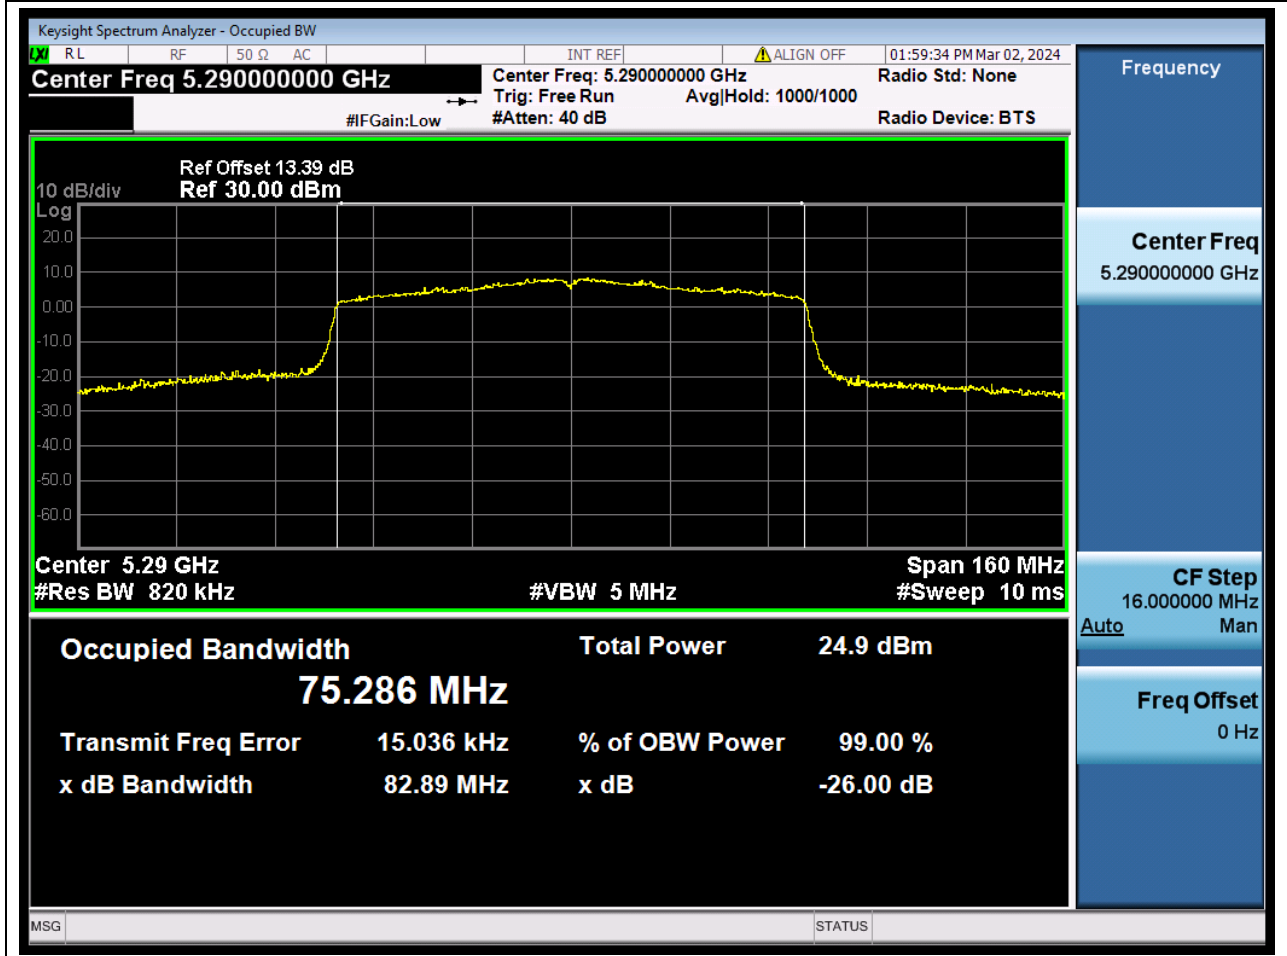 Keysight Spectrum Analyzer - Occupied BW
LXI RL RF 50 Ω AC INT REF ALIGN OFF 01:59:34 PM Mar 02, 2024
Center Freq 5.290000000 GHz Center Freq: 5.290000000 GHz Radio Std: None
Trig: Free Run Avg|Hold: 1000/1000
#IFGain:Low #Atten: 40 dB Radio Device: BTS
Ref Offset 13.39 dB
10 dB/div Ref 30.00 dBm
Log
20.0
10.0
0.00
-10.0
-20.0
-30.0
-40.0
-50.0
-60.0
Center 5.29 GHz Span 160 MHz
#Res BW 820 kHz #VBW 5 MHz #Sweep 10 ms
Occupied Bandwidth Total Power 24.9 dBm
75.286 MHz
Transmit Freq Error 15.036 kHz % of OBW Power 99.00 %
x dB Bandwidth 82.89 MHz x dB -26.00 dB
MSG STATUS
Frequency
Center Freq
5.290000000 GHz
CF Step
16.000000 MHz
Auto Man
Freq Offset
0 Hz